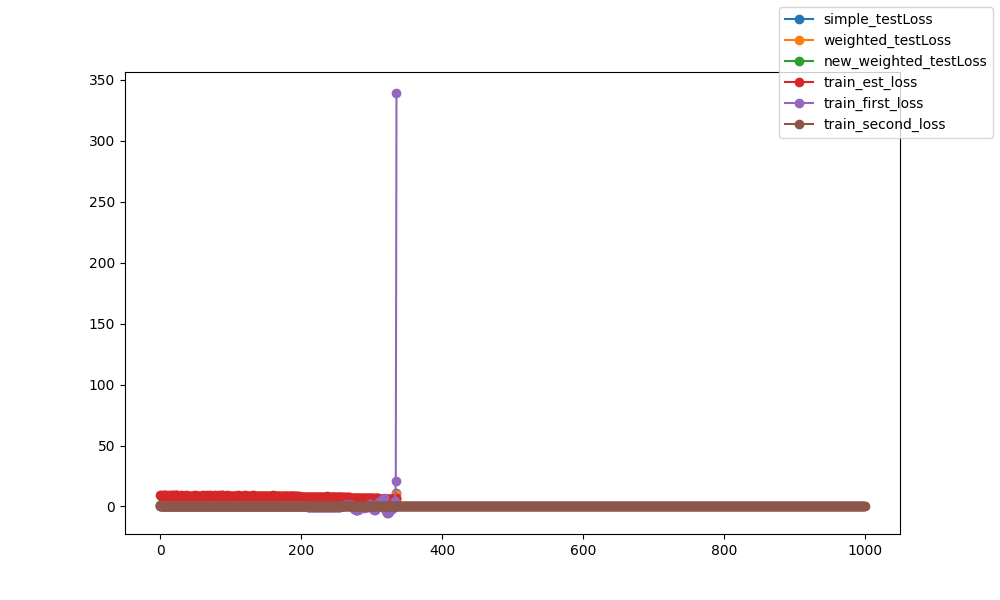 simple_testLoss
weighted_testLoss
new_weighted_testLoss
train_est_loss
train_first_loss
train_second_loss
350
300
250
200
150
100
50
0
0 200 400 600 800 1000